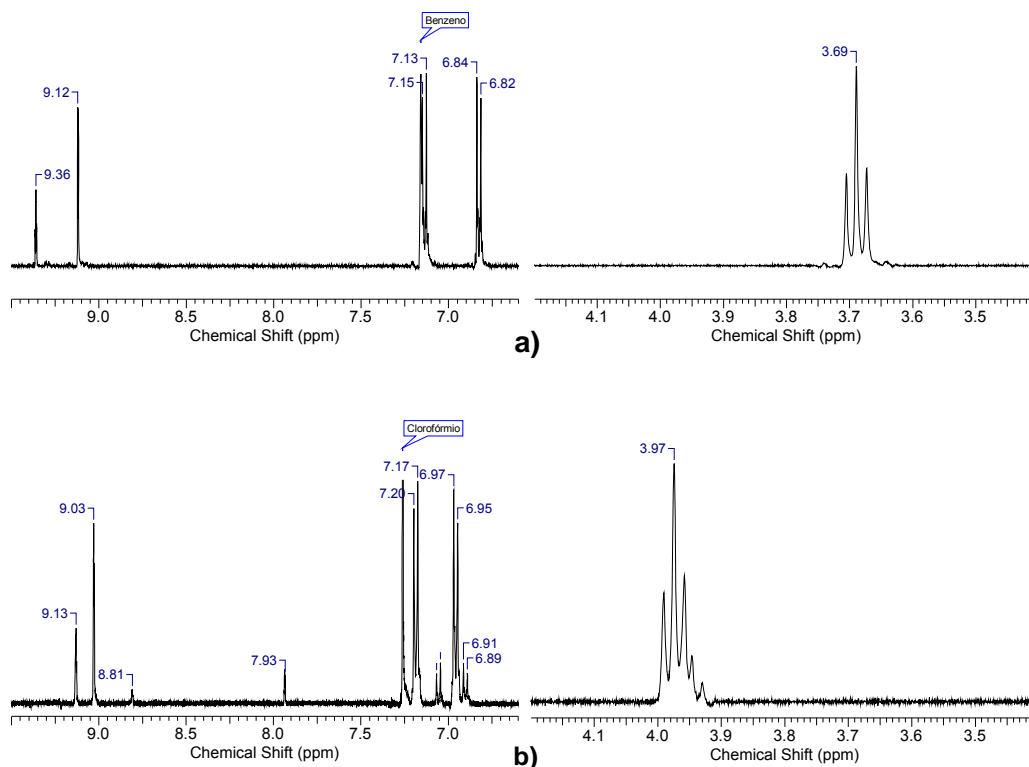 Benzeno
7.13
6.84
7.15
6.82
3.69
9.12
9.36
9.0 8.5 8.0 7.5 7.0
Chemical Shift (ppm)
4.1 4.0 3.9 3.8 3.7 3.6 3.5
Chemical Shift (ppm)
a)
Clorofórmio
7.17
6.97
3.97
7.20
6.95
9.03
9.13
6.91
8.81
7.93
6.89
9.0 8.5 8.0 7.5 7.0
Chemical Shift (ppm)
4.1 4.0 3.9 3.8 3.7 3.6 3.5
Chemical Shift (ppm)
b)